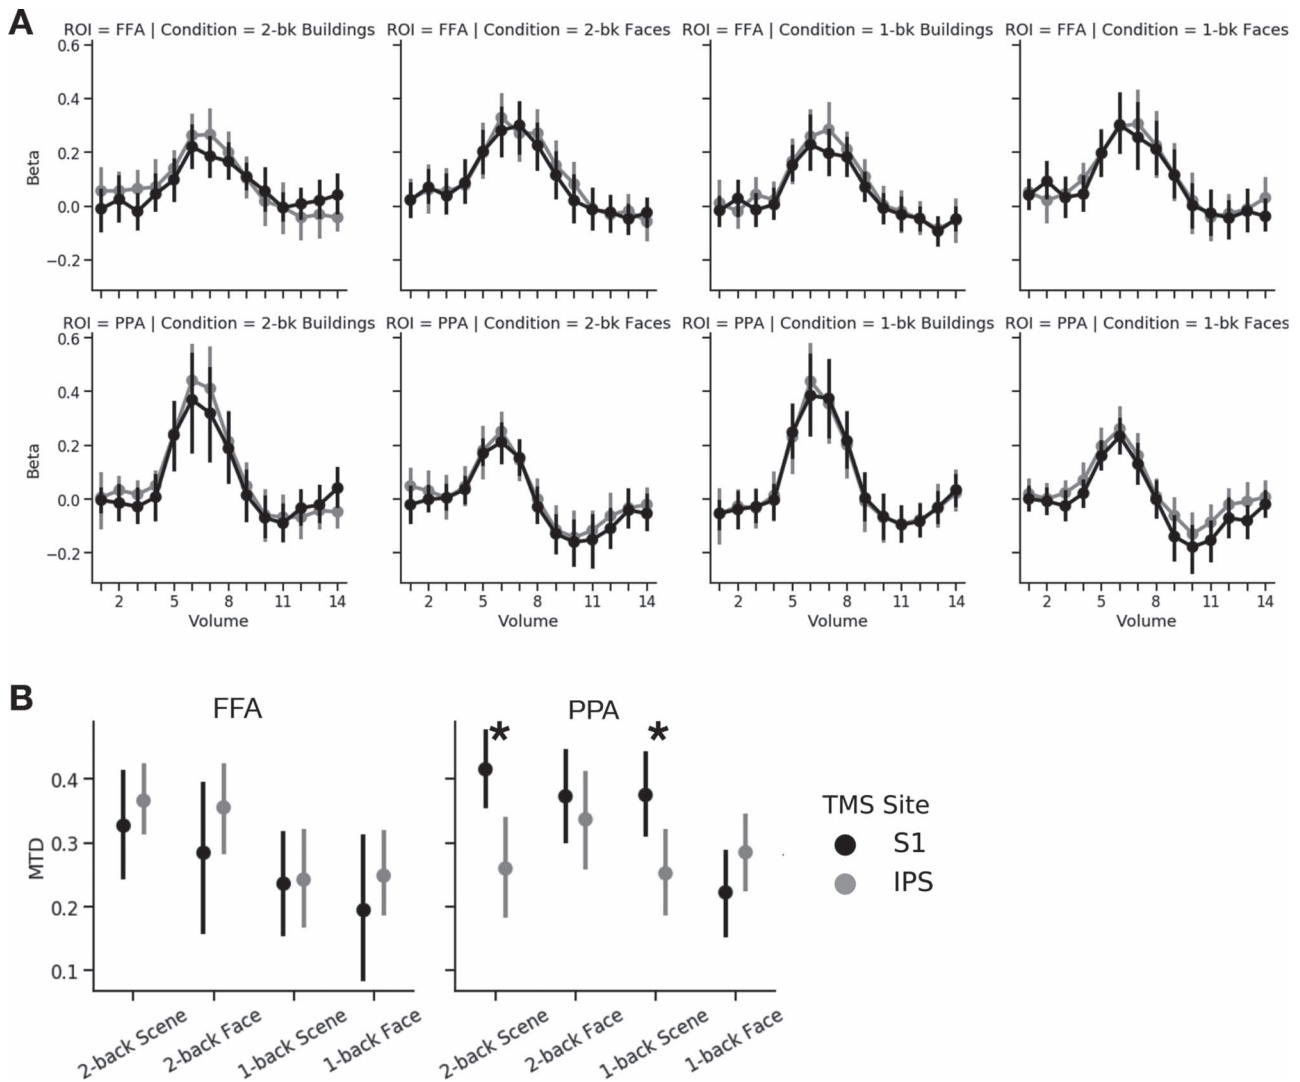 A
ROI = FFA | Condition = 2-bk Buildings ROI = FFA | Condition = 2-bk Faces ROI = FFA | Condition = 1-bk Buildings ROI = FFA | Condition = 1-bk Faces
0.6
0.4
0.2
0.0
−0.2
Beta
ROI = PPA | Condition = 2-bk Buildings ROI = PPA | Condition = 2-bk Faces ROI = PPA | Condition = 1-bk Buildings ROI = PPA | Condition = 1-bk Faces
0.6
0.4
0.2
0.0
−0.2
Beta
2 5 8 11 14 2 5 8 11 14 2 5 8 11 14 2 5 8 11 14
Volume Volume Volume Volume
B
FFA PPA
* *
0.4
0.3
0.2
0.1
MTD
TMS Site
S1
IPS
2-back Scene 2-back Face 1-back Scene 1-back Face 2-back Scene 2-back Face 1-back Scene 1-back Face